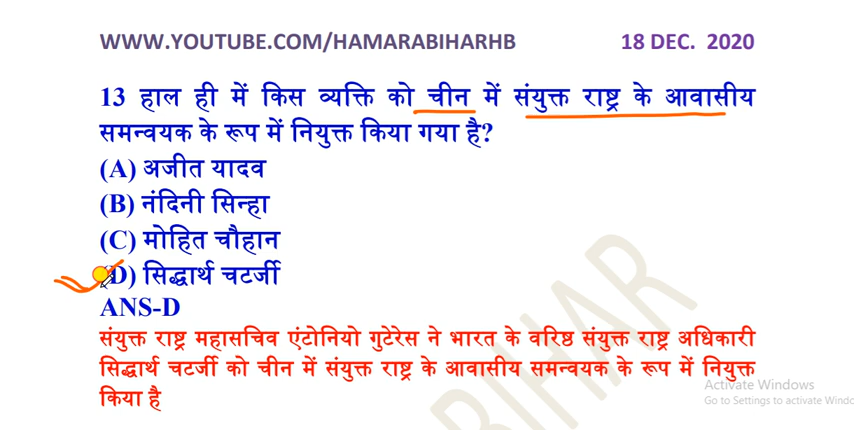 WWW.YOUTUBE.COM/HAMARABIHARHB 18 DEC. 2020
13 हाल ही में किस व्यक्ति को चीन में संयुक्त राष्ट्र के आवासीय
समन्वयक के रूप में नियुक्त किया गया है?
(A) अजीत यादव
(B) नंदिनी सिन्हा
(C) मोहित चौहान
(D) सिद्धार्थ चटर्जी
ANS-D
संयुक्त राष्ट्र महासचिव एंटोनियो गुटेरेस ने भारत के वरिष्ठ संयुक्त राष्ट्र अधिकारी
सिद्धार्थ चटर्जी को चीन में संयुक्त राष्ट्र के आवासीय समन्वयक के रूप में नियुक्त
किया है
BIHAR
Activate Windows
Go to Settings to activate Windo